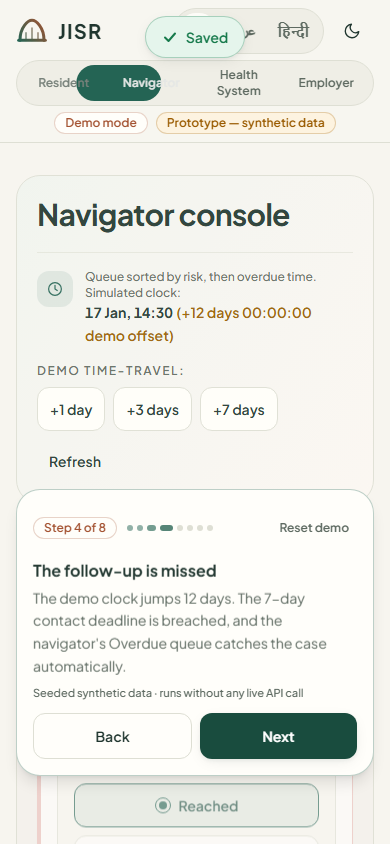 JISR
Saved
हिन्दी
Resident
Navigator
Health
System
Employer
Demo mode
Prototype — synthetic data
Navigator console
Queue sorted by risk, then overdue time.
Simulated clock:
17 Jan, 14:30 (+12 days 00:00:00
demo offset)
DEMO TIME-TRAVEL:
+1 day
+3 days
+7 days
Refresh
Step 4 of 8
Reset demo
The follow-up is missed
The demo clock jumps 12 days. The 7-day
contact deadline is breached, and the
navigator's Overdue queue catches the case
automatically.
Seeded synthetic data · runs without any live API call
Back
Next
Reached